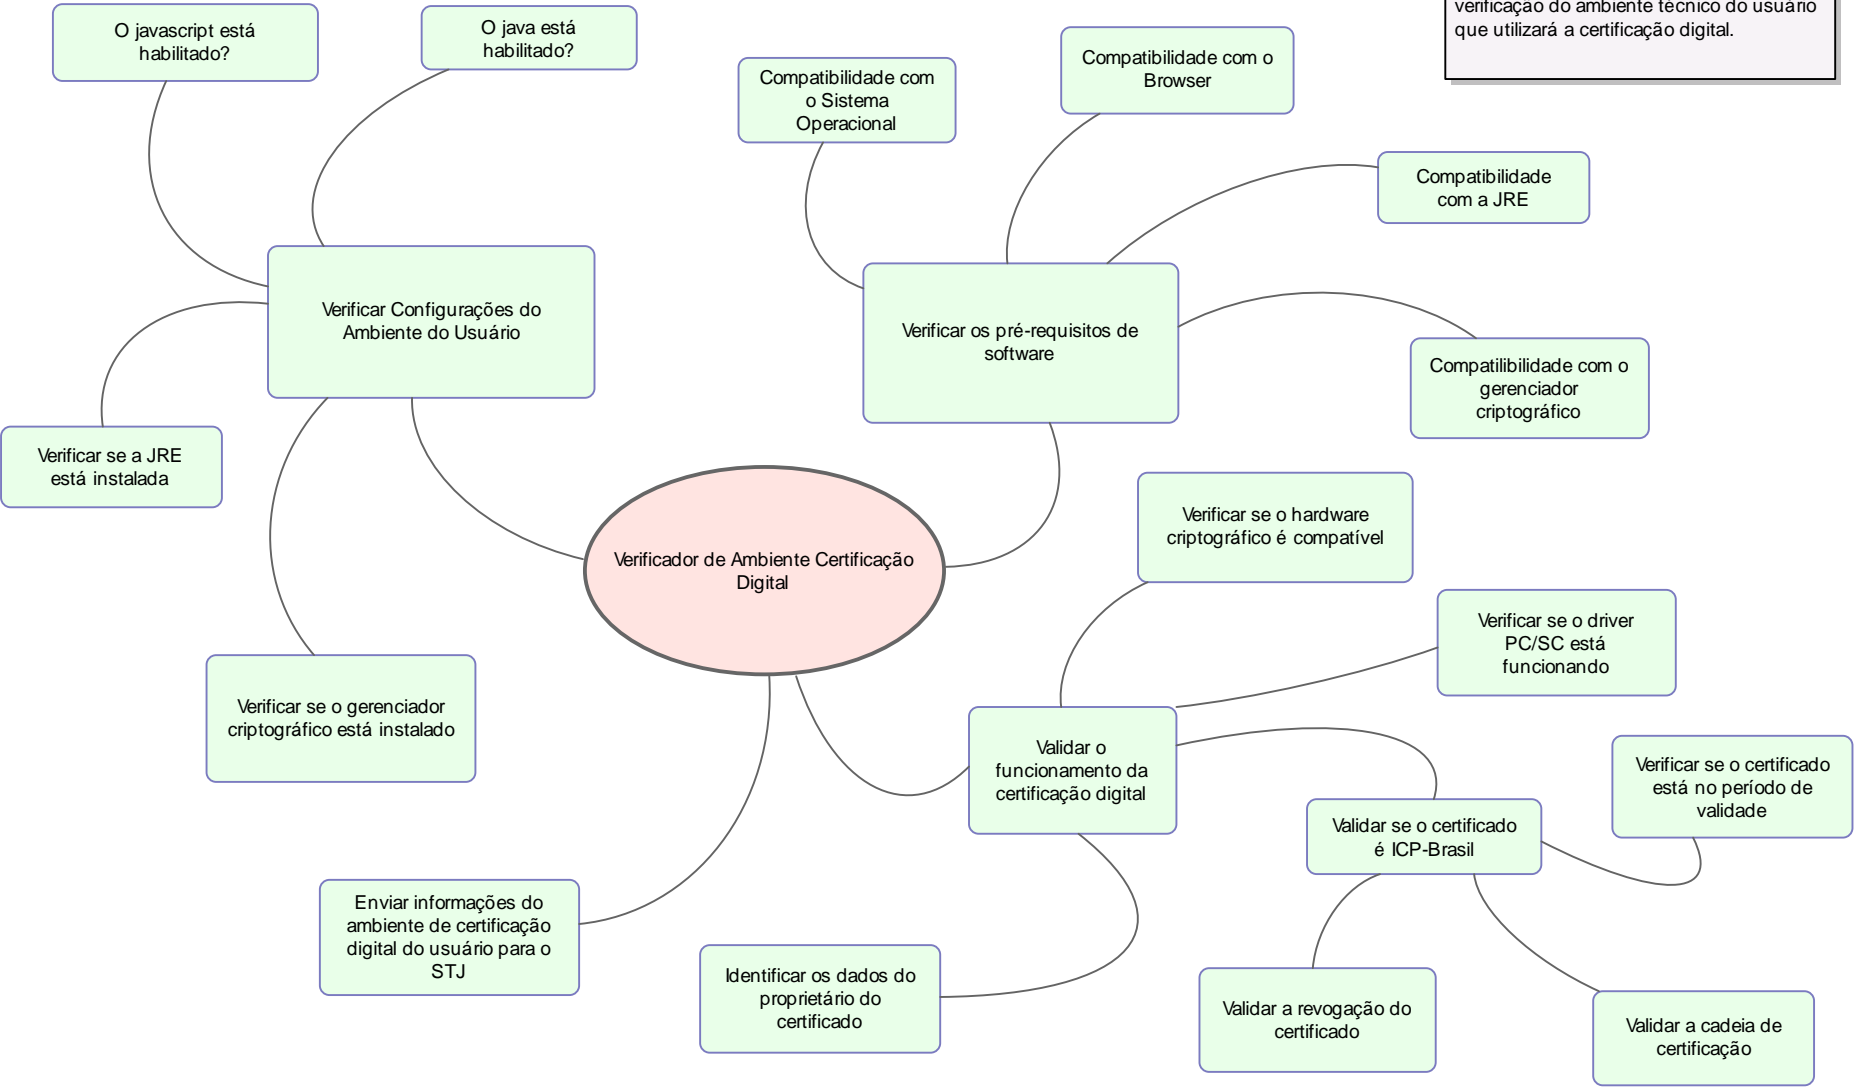 verificação do ambiente técnico do usuário
que utilizará a certificação digital.
O javascript está
habilitado?
O java está
habilitado?
Compatibilidade com
o Sistema
Operacional
Compatibilidade com o
Browser
Compatibilidade
com a JRE
Verificar Configurações do
Ambiente do Usuário
Verificar os pré-requisitos de
software
Compatilibilidade com o
gerenciador
criptográfico
Verificar se a JRE
está instalada
Verificar se o hardware
criptográfico é compatível
Verificador de Ambiente Certificação
Digital
Verificar se o driver
PC/SC está
funcionando
Verificar se o gerenciador
criptográfico está instalado
Validar o
funcionamento da
certificação digital
Verificar se o certificado
está no período de
validade
Validar se o certificado
é ICP-Brasil
Enviar informações do
ambiente de certificação
digital do usuário para o
STJ
Identificar os dados do
proprietário do
certificado
Validar a revogação do
certificado
Validar a cadeia de
certificação